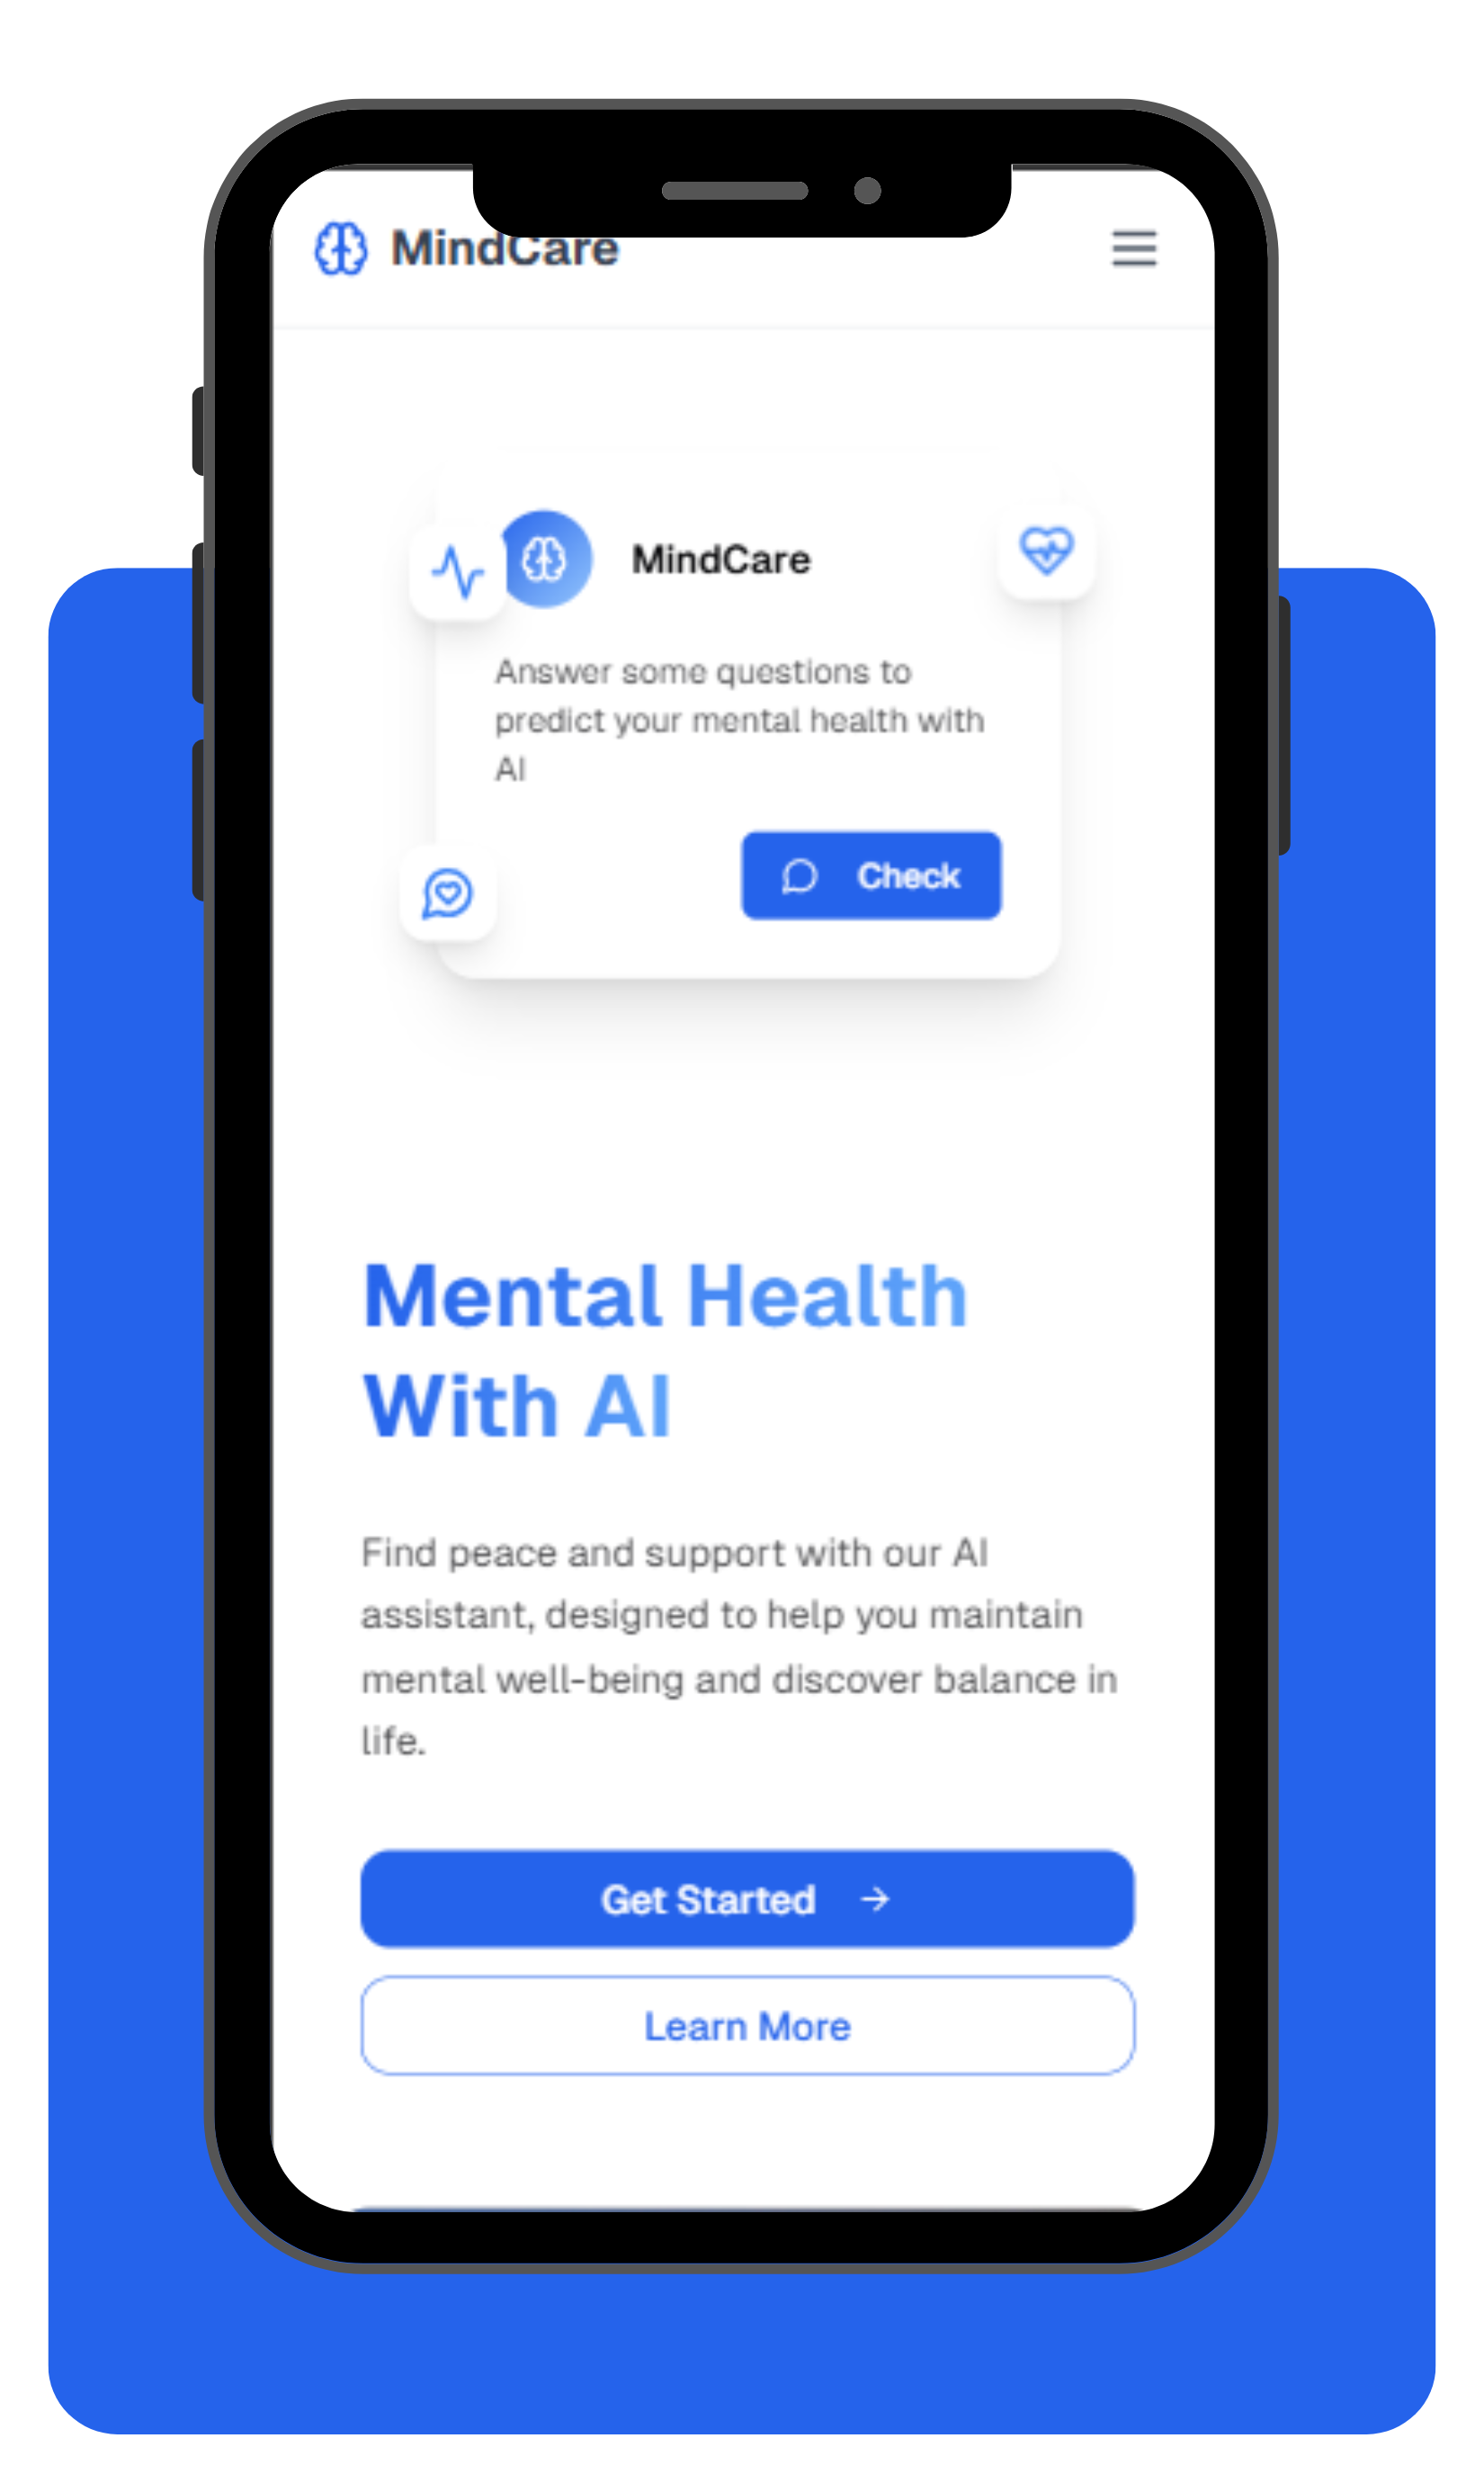 MindCare
MindCare
Answer some questions to
predict your mental health with
AI
Check
Mental Health
With AI
Find peace and support with our AI
assistant, designed to help you maintain
mental well-being and discover balance in
life.
Get Started
Learn More